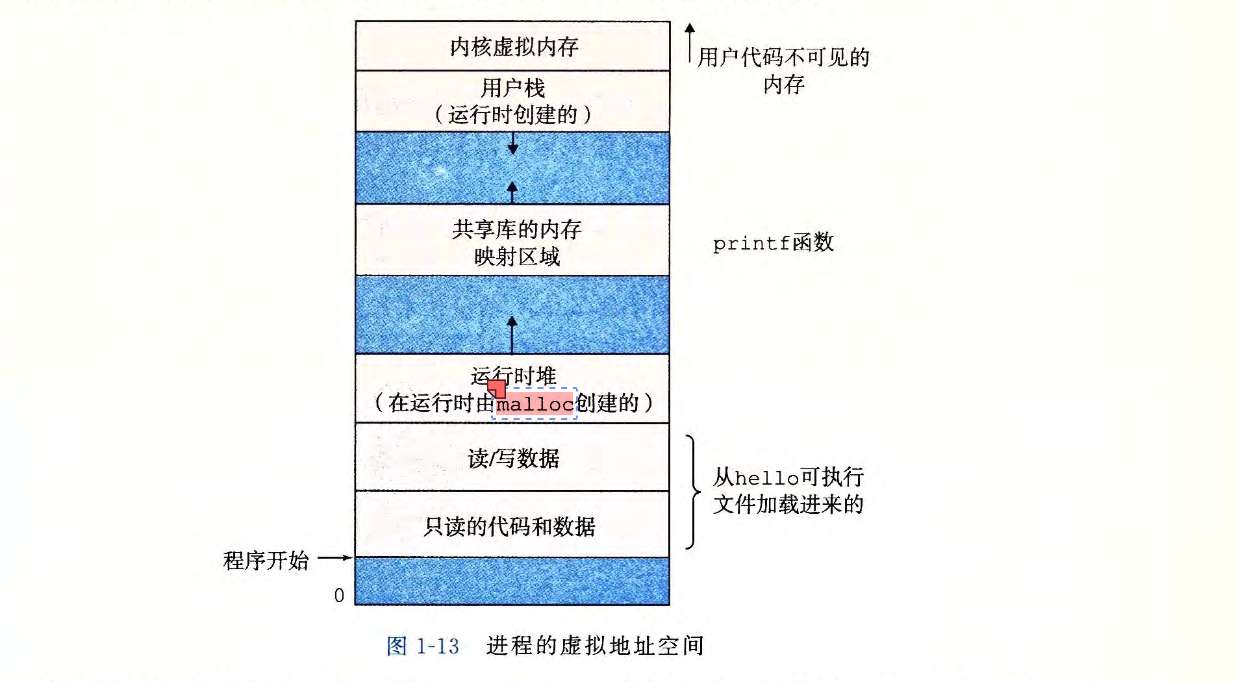 内核虚拟内存
用户代码不可见的
内存
用户栈
(运行时创建的)
共享库的内存
映射区域
printf函数
运行时堆
(在运行时由malloc创建的)
读/写数据
从hello可执行
文件加载进来的
只读的代码和数据
程序开始
0
图 1-13 进程的虚拟地址空间